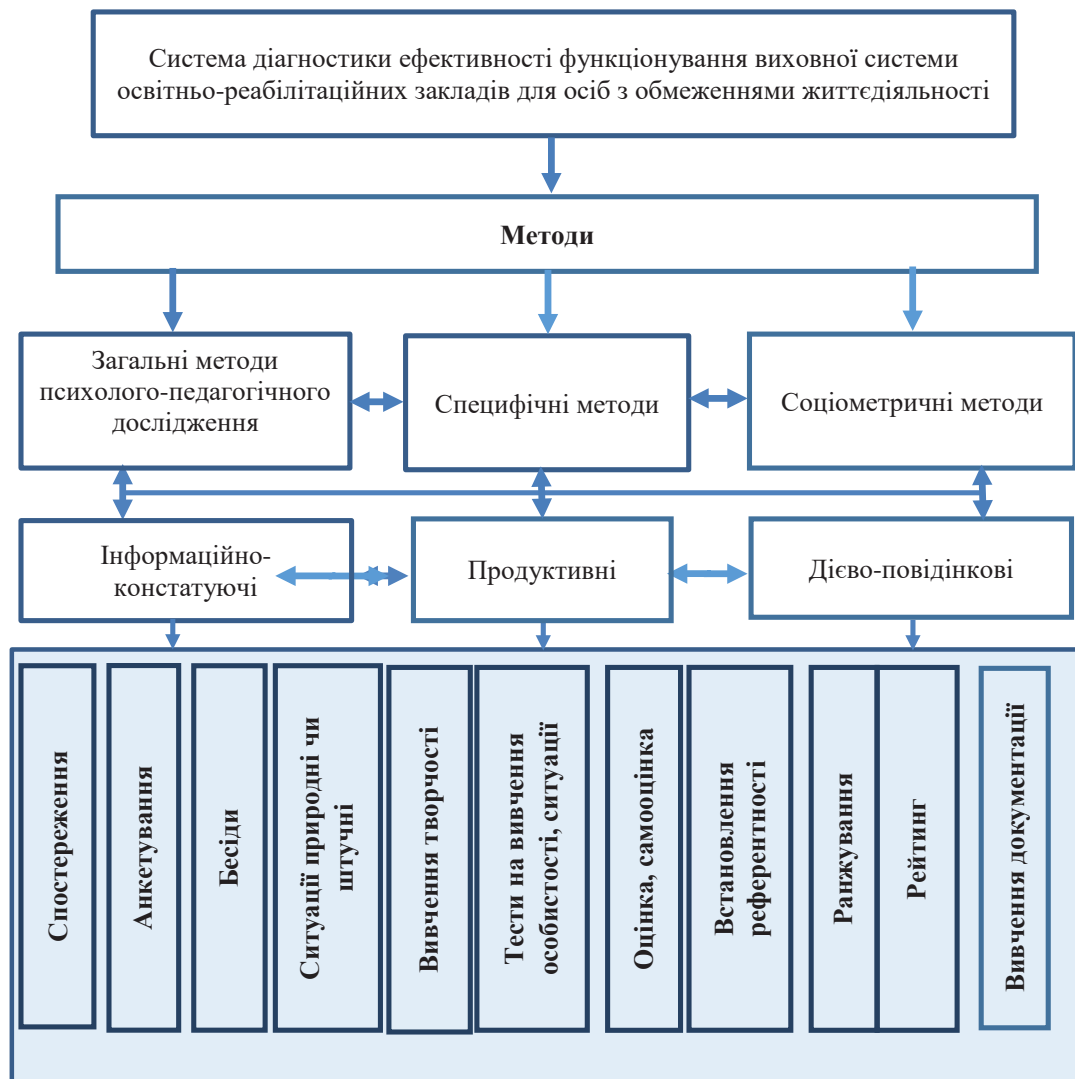 Система діагностики ефективності функціонування виховної системи
освітньо-реабілітаційних закладів для осіб з обмеженнями життєдіяльності
Методи
Загальні методи
психолого-педагогічного
дослідження
Специфічні методи
Соціометричні методи
Інформаційно-
констатуючі
Продуктивні
Дієво-повідінкові
Спостереження
Анкетування
Бесіди
Ситуації природні чи
штучні
Вивчення творчості
Тести на вивчення
особистості, ситуації
Оцінка, самооцінка
Встановлення
референтності
Ранжування
Рейтинг
Вивчення документації